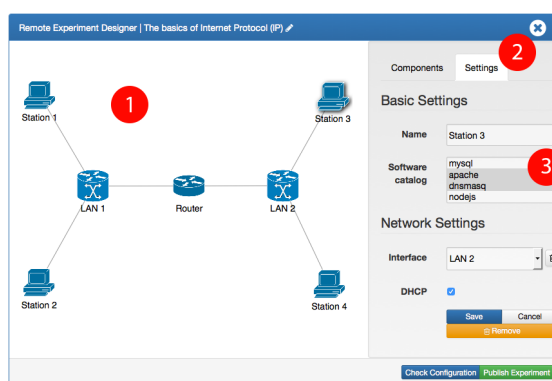 Remote Experiment Designer | The basics of Internet Protocol (IP)
2
Components Settings
1
Station 1
Station 3
Basic Settings
Name Station 3
Software catalog
mysql
apache
dnsmasq
nodejs
3
LAN 1
Router
LAN 2
Network Settings
Interface LAN 2
DHCP
Station 2
Station 4
Save Cancel
Remove
Check Configuration Publish Experiment